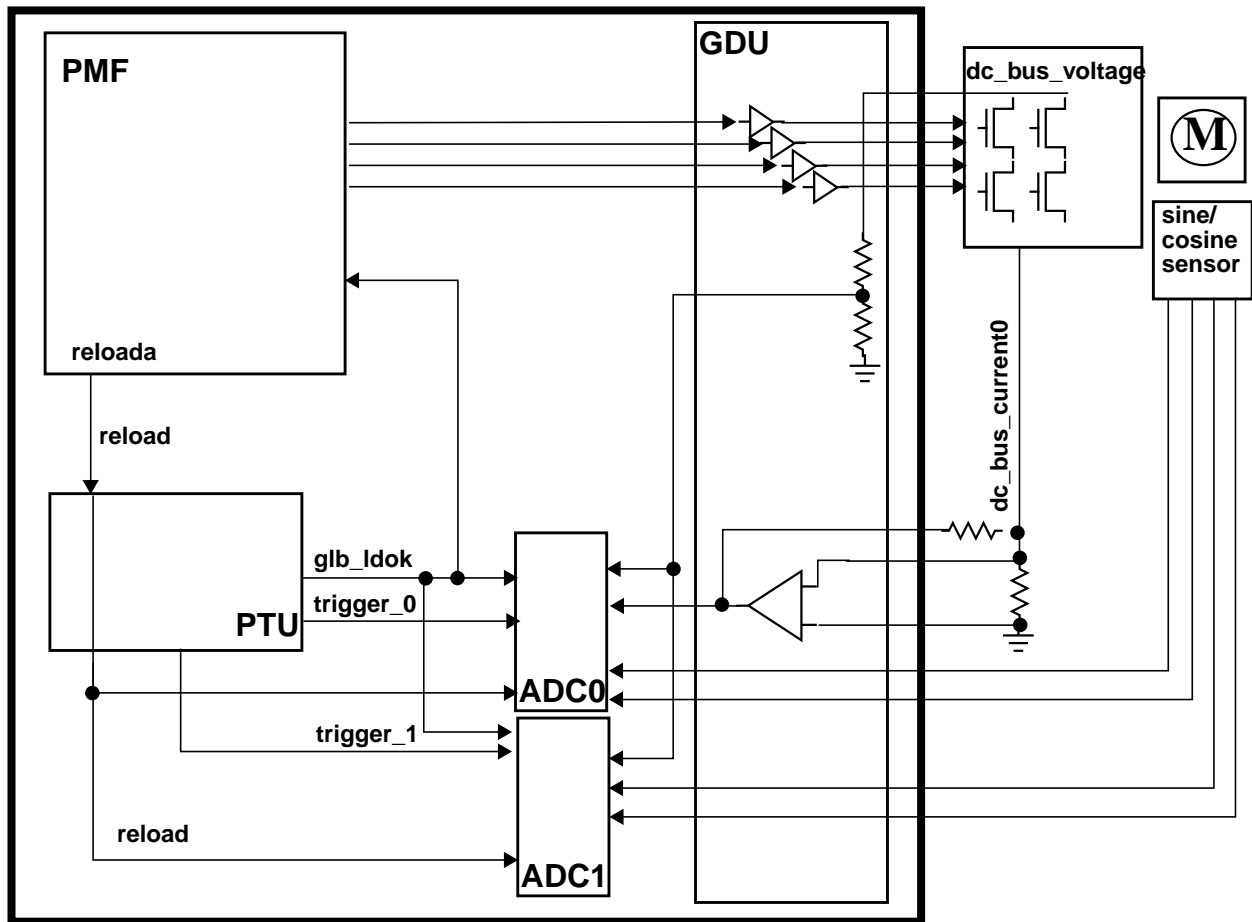 GDU
PMF
dc_bus_voltage
M
sine/
cosine
sensor
reloada
dc_bus_current0
reload
glb_ldok
trigger_0
PTU
ADC0
trigger_1
reload
ADC1